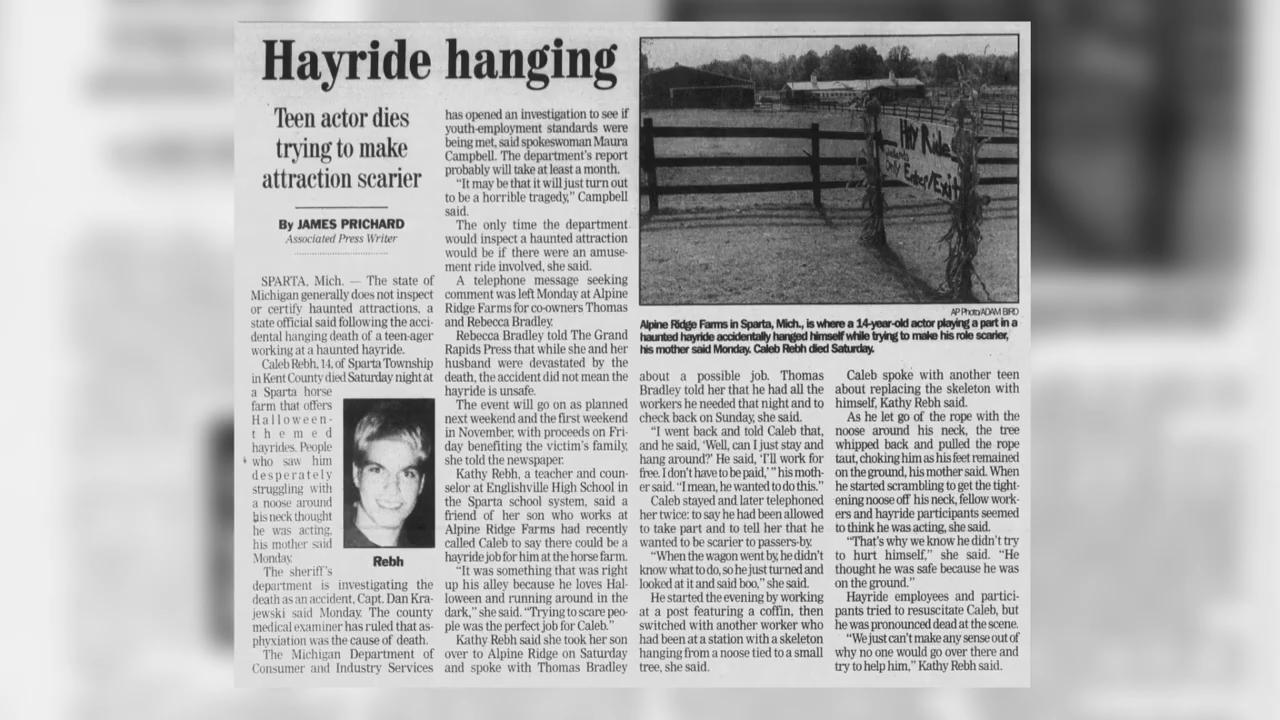 Hayride hanging
Teen actor dies
trying to make
attraction scarier
By JAMES PRICHARD
Associated Press Writer
SPARTA, Mich. — The state of
Michigan generally does not inspect
or certify haunted attractions, a
state official said following the acci-
dental hanging death of a teen-ager
working at a haunted hayride.
Caleb Rebh, 14, of Sparta Township
in Kent County died Saturday night at
a Sparta horse
farm that offers
Halloween-
themed
hayrides. People
who saw him
desperately
struggling with
a noose around
his neck thought
he was acting,
his mother said
Monday.
Rebh
The sheriff's
department is investigating the
death as an accident, Capt. Dan Kra-
jewski said Monday. The county
medical examiner has ruled that as-
phyxiation was the cause of death.
The Michigan Department of
Consumer and Industry Services
has opened an investigation to see if
youth-employment standards were
being met, said spokeswoman Maura
Campbell. The department's report
probably will take at least a month.
"It may be that it will just turn out
to be a horrible tragedy," Campbell
said.
The only time the department
would inspect a haunted attraction
would be if there were an amuse-
ment ride involved, she said.
A telephone message seeking
comment was left Monday at Alpine
Ridge Farms for co-owners Thomas
and Rebecca Bradley.
Rebecca Bradley told The Grand
Rapids Press that while she and her
husband were devastated by the
death, the accident did not mean the
hayride is unsafe.
The event will go on as planned
next weekend and the first weekend
in November, with proceeds on Fri-
day benefiting the victim's family,
she told the newspaper.
Kathy Rebh, a teacher and coun-
selor at Englishville High School in
the Sparta school system, said a
friend of her son who works at
Alpine Ridge Farms had recently
called Caleb to say there could be a
hayride job for him at the horse farm.
"It was something that was right
up his alley because he loves Hal-
loween and running around in the
dark," she said. "Trying to scare peo-
ple was the perfect job for Caleb."
Kathy Rebh said she took her son
over to Alpine Ridge on Saturday
and spoke with Thomas Bradley
Hay Ride
Only Enter/Exit
AP Photo/ADAM BIRD
Alpine Ridge Farms in Sparta, Mich., is where a 14-year-old actor playing a part in a
haunted hayride accidentally hanged himself while trying to make his role scarier,
his mother said Monday. Caleb Rebh died Saturday.
about a possible job. Thomas
Bradley told her that he had all the
workers he needed that night and to
check back on Sunday, she said.
"I went back and told Caleb that,
and he said, 'Well, can I just stay and
hang around?' He said, 'I'll work for
free. I don't have to be paid,' " his moth-
er said. "I mean, he wanted to do this."
Caleb stayed and later telephoned
her twice: to say he had been allowed
to take part and to tell her that he
wanted to be scarier to passers-by.
"When the wagon went by, he didn't
know what to do, so he just turned and
looked at it and said boo," she said.
He started the evening by working
at a post featuring a coffin, then
switched with another worker who
had been at a station with a skeleton
hanging from a noose tied to a small
tree, she said.
Caleb spoke with another teen
about replacing the skeleton with
himself, Kathy Rebh said.
As he let go of the rope with the
noose around his neck, the tree
whipped back and pulled the rope
taut, choking him as his feet remained
on the ground, his mother said. When
he started scrambling to get the tight-
ening noose off his neck, fellow work-
ers and hayride participants seemed
to think he was acting, she said.
"That's why we know he didn't try
to hurt himself," she said. "He
thought he was safe because he was
on the ground."
Hayride employees and partici-
pants tried to resuscitate Caleb, but
he was pronounced dead at the scene.
"We just can't make any sense out of
why no one would go over there and
try to help him," Kathy Rebh said.